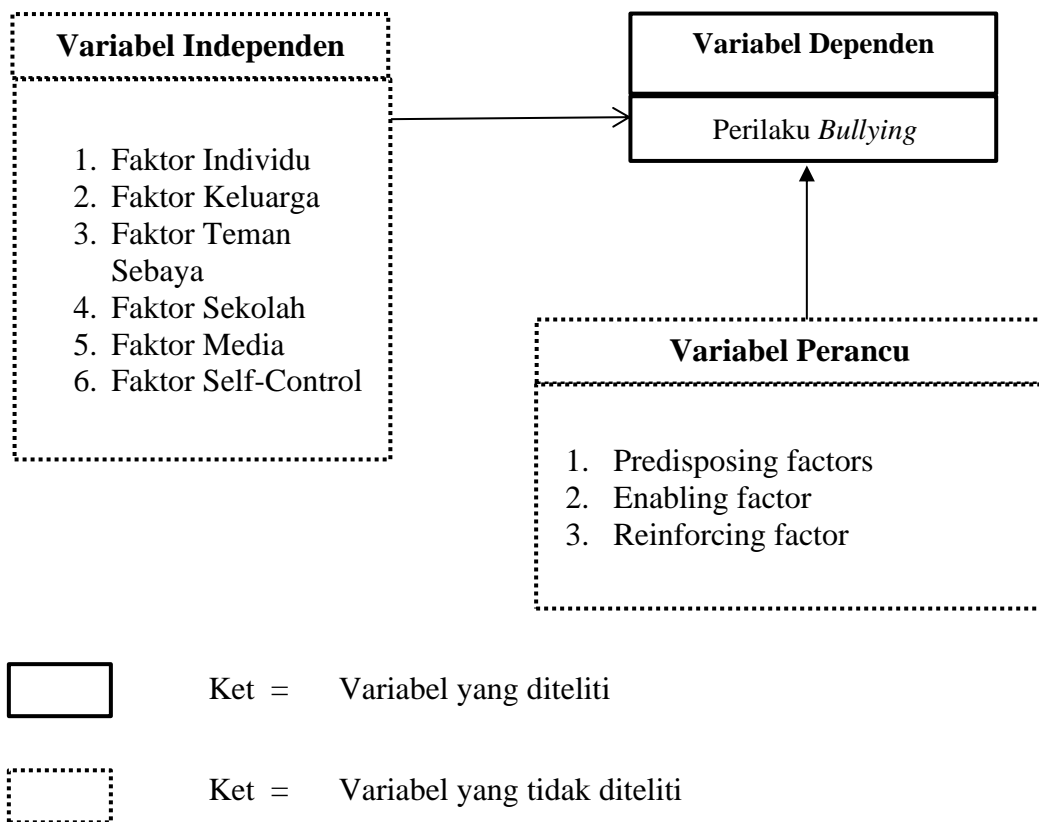 Variabel Independen
1. Faktor Individu
2. Faktor Keluarga
3. Faktor Teman
Sebaya
4. Faktor Sekolah
5. Faktor Media
6. Faktor Self-Control
Variabel Dependen
Perilaku Bullying
Variabel Perancu
1. Predisposing factors
2. Enabling factor
3. Reinforcing factor
Ket = Variabel yang diteliti
Ket = Variabel yang tidak diteliti